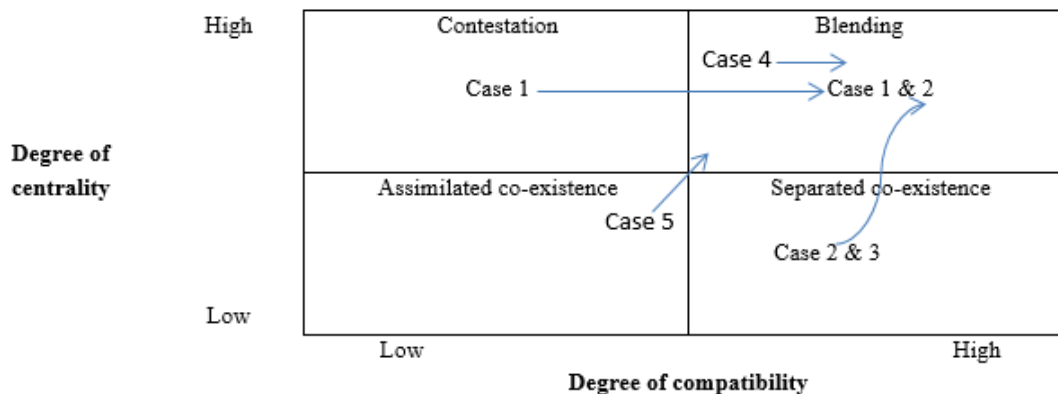 High
Contestation
Blending
Case 4
Case 1
Case 1 & 2
Degree of
centrality
Assimilated co-existence
Separated co-existence
Case 5
Case 2 & 3
Low
Low
High
Degree of compatibility